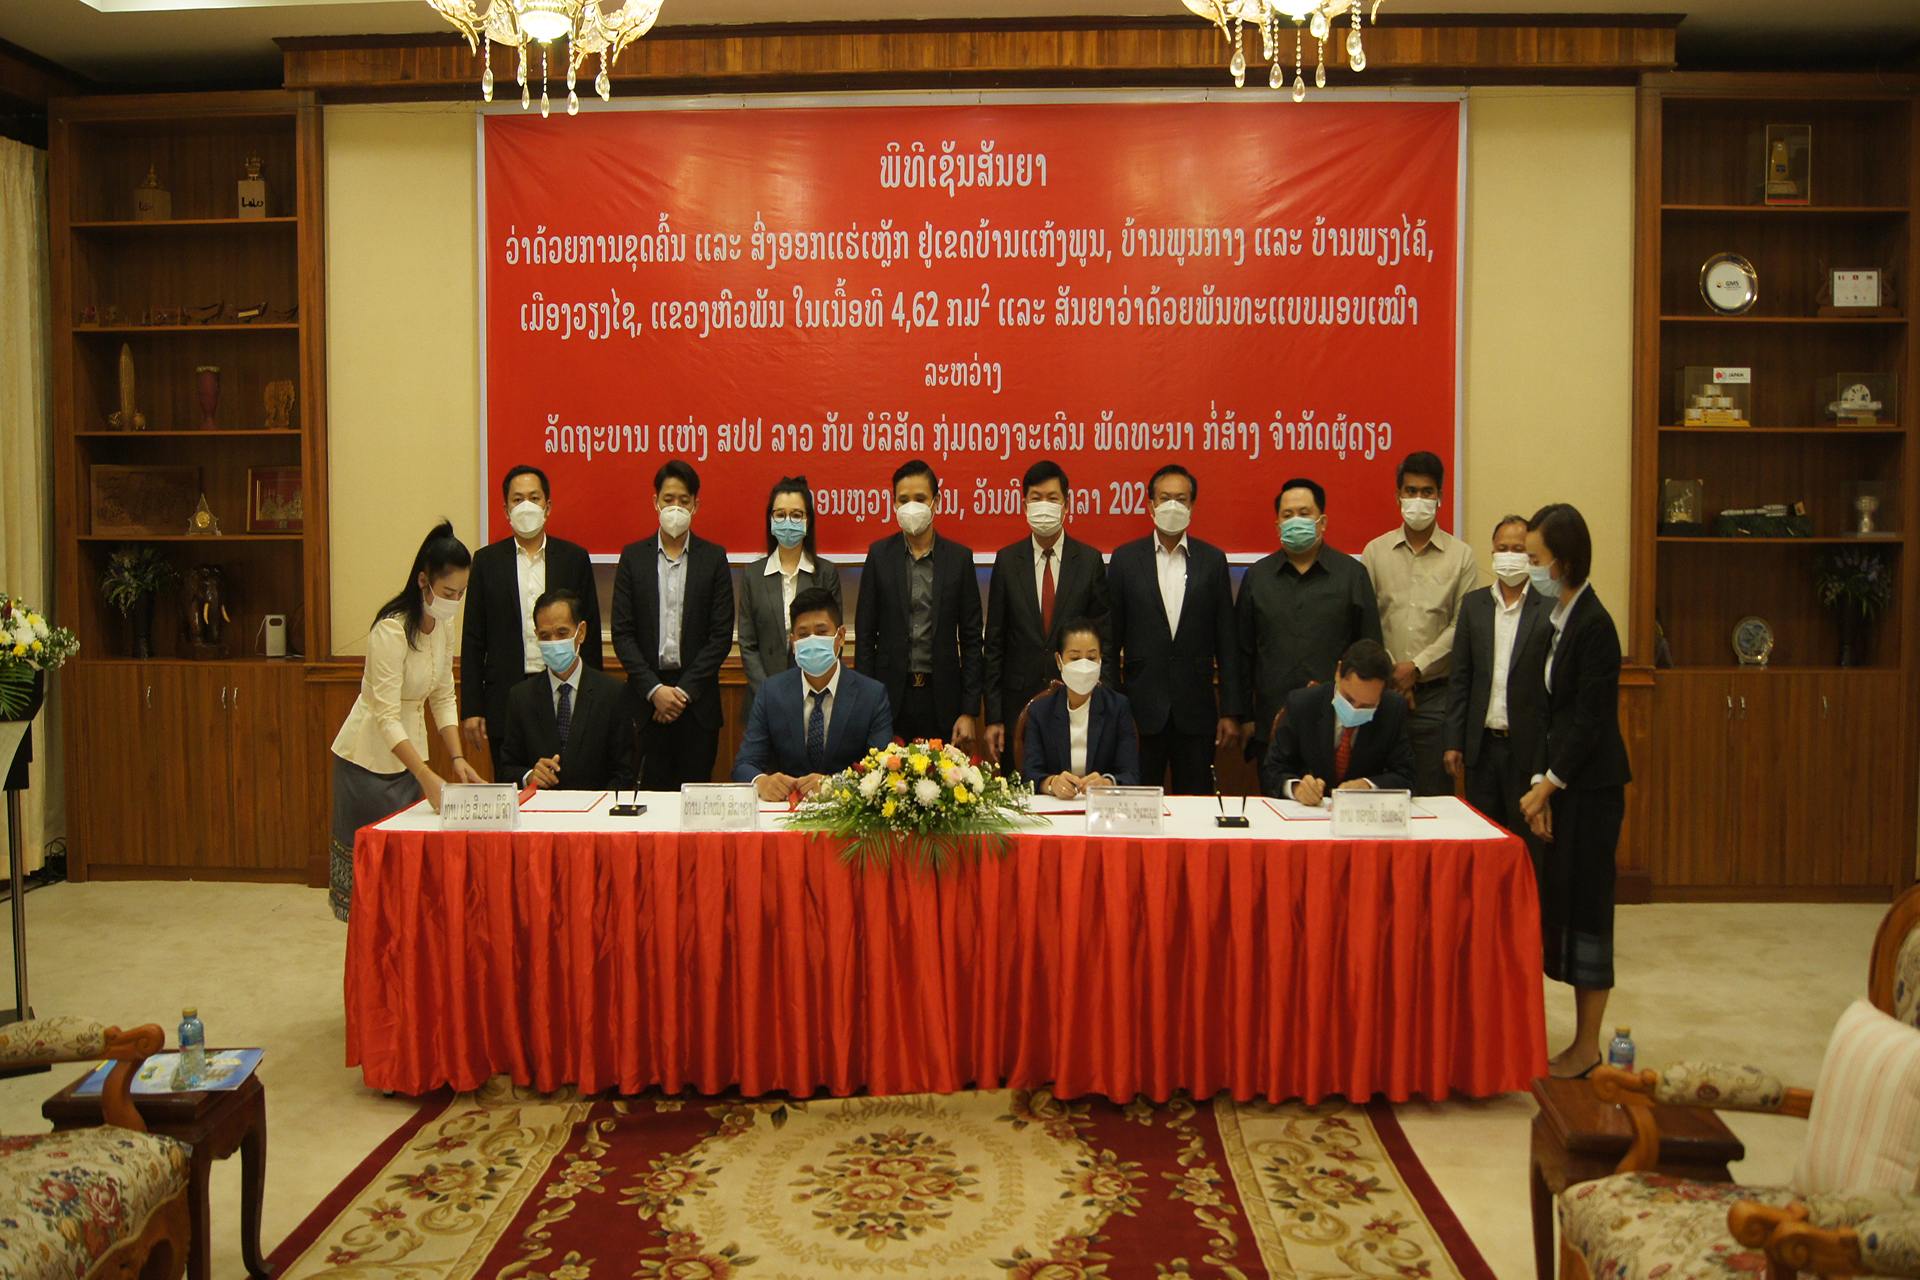 ພິທີເຊັນສັນຍາ
ວ່າດ້ວຍການຂຸດຄົ້ນ ແລະ ສົ່ງອອກແຮ່ເຫຼັກ ຢູ່ເຂດບ້ານແກ້ງພູນ, ບ້ານພູນກາງ ແລະ ບ້ານພຽງໄຄ້,
ເມືອງວຽງໄຊ, ແຂວງຫົວພັນ ໃນເນື້ອທີ 4,62 ກມ² ແລະ ສັນຍາວ່າດ້ວຍພັນທະແບບມອບເໝົາ
ລະຫວ່າງ
ລັດຖະບານ ແຫ່ງ ສປປ ລາວ ກັບ ບໍລິສັດ ກຸ່ມດວງຈະເລີນ ພັດທະນາ ກໍ່ສ້າງ ຈຳກັດຜູ້ດຽວ
ວັນທີ
GMS
JAPAN